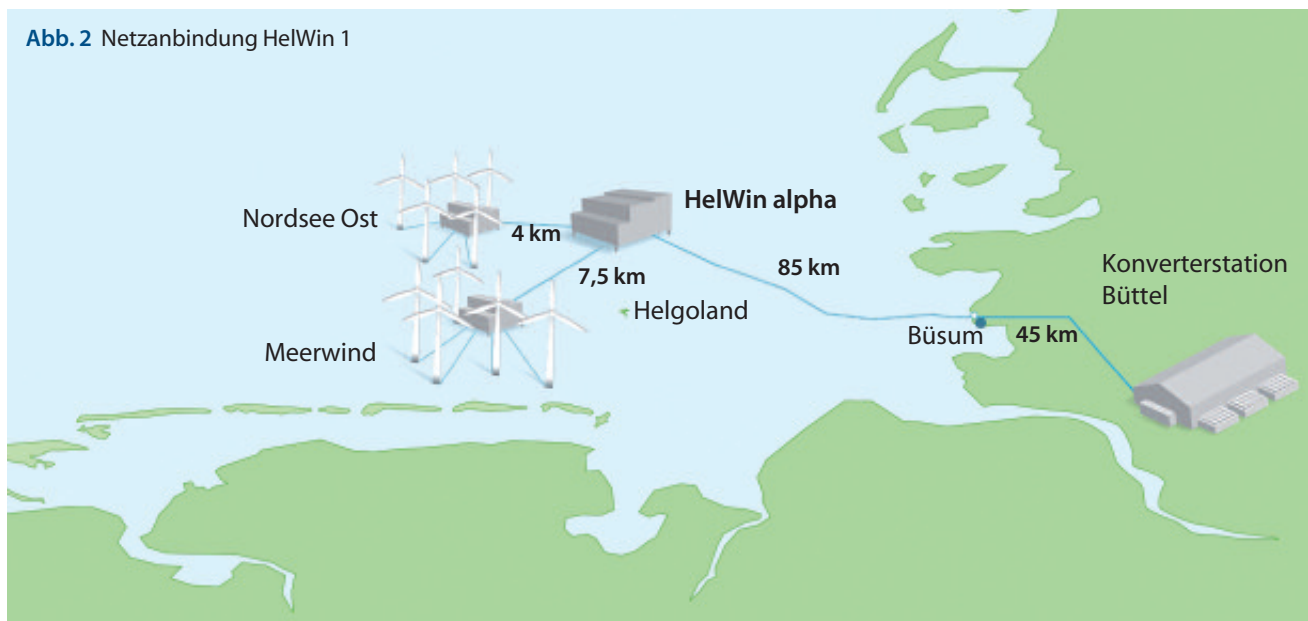 Abb. 2 Netzanbindung HelWin 1
HelWin alpha
Nordsee Ost
4 km
7,5 km
85 km
Konverterstation
Büttel
Helgoland
Büsum
45 km
Meerwind